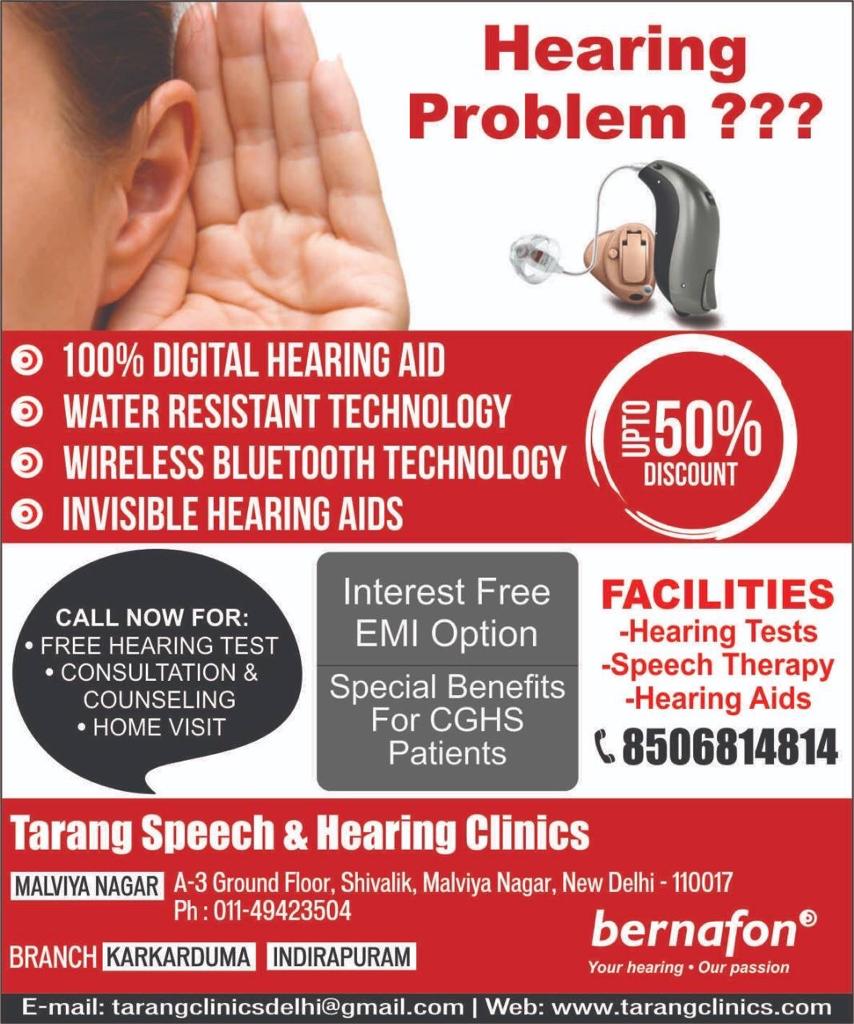 Hearing
Problem ???
100% DIGITAL HEARING AID
WATER RESISTANT TECHNOLOGY
WIRELESS BLUETOOTH TECHNOLOGY
INVISIBLE HEARING AIDS
UPTO 50%
DISCOUNT
CALL NOW FOR:
• FREE HEARING TEST
• CONSULTATION &
COUNSELING
• HOME VISIT
Interest Free
EMI Option
Special Benefits
For CGHS
Patients
FACILITIES
-Hearing Tests
-Speech Therapy
-Hearing Aids
8506814814
Tarang Speech & Hearing Clinics
MALVIYA NAGAR A-3 Ground Floor, Shivalik, Malviya Nagar, New Delhi - 110017
Ph : 011-49423504
BRANCH KARKARDUMA INDIRAPURAM
bernafon
Your hearing • Our passion
E-mail: tarangclinicsdelhi@gmail.com | Web: www.tarangclinics.com